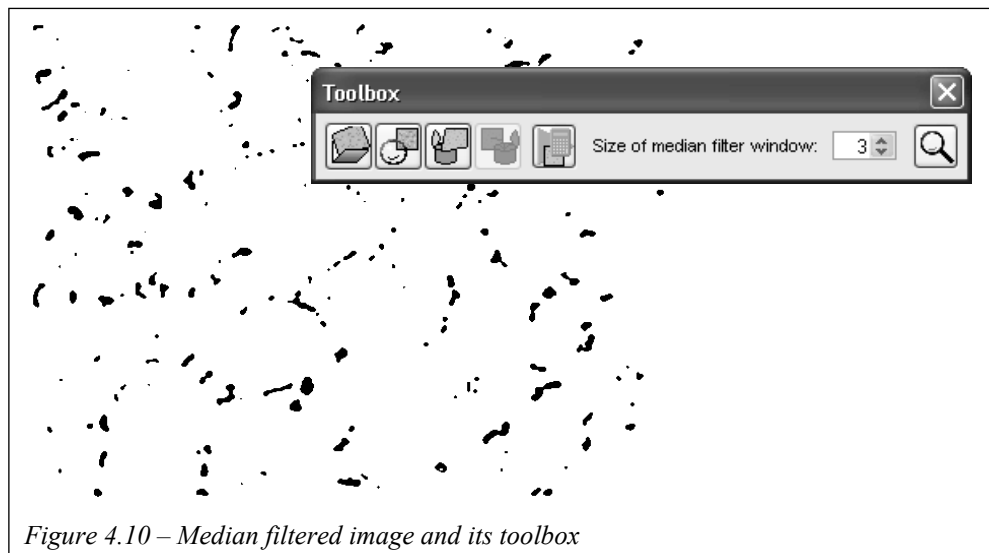 Toolbox
Size of median filter window: 3
Figure 4.10 – Median filtered image and its toolbox